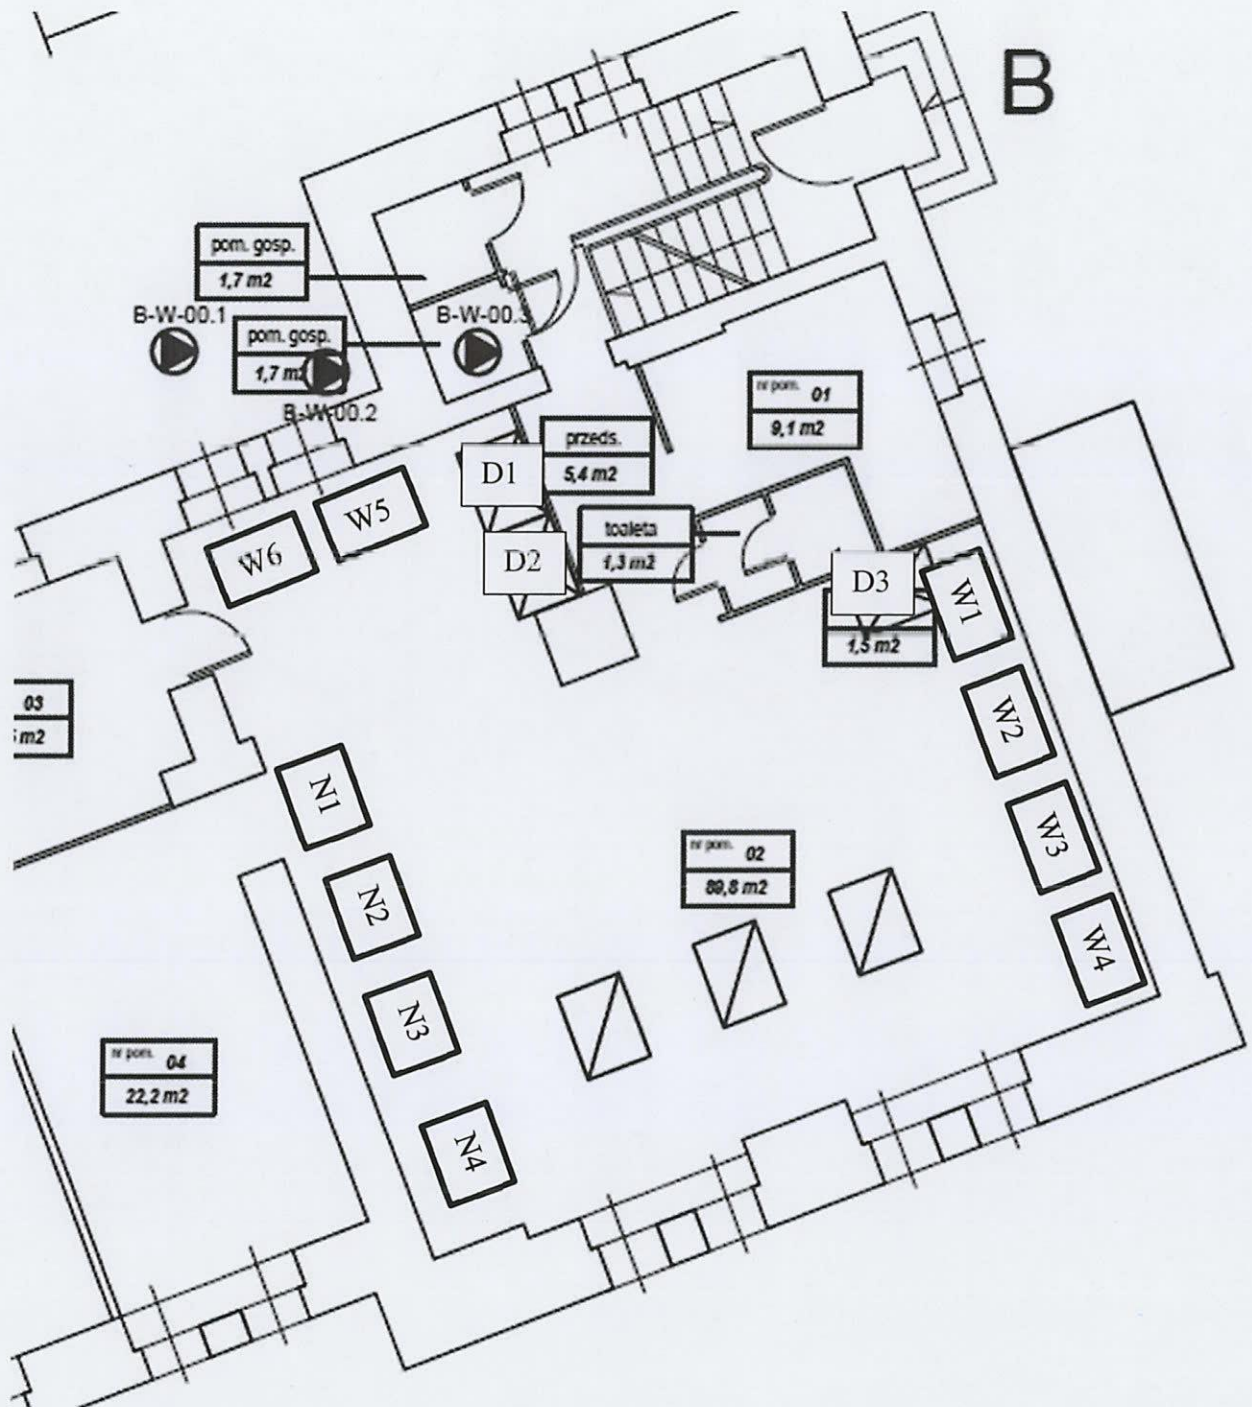 B
pom. gosp.
1,7 m2
B-W-00.1
pom. gosp.
1,7 m2
B-W-00.3
B-W-00.2
nr pom. 01
9,1 m2
przeds.
5,4 m2
D1
W5
toaleta
1,3 m2
W6
D2
D3
W1
1,5 m2
03
m2
W2
N1
W3
nr pom. 02
89,8 m2
N2
W4
N3
nr pom. 04
22,2 m2
N4